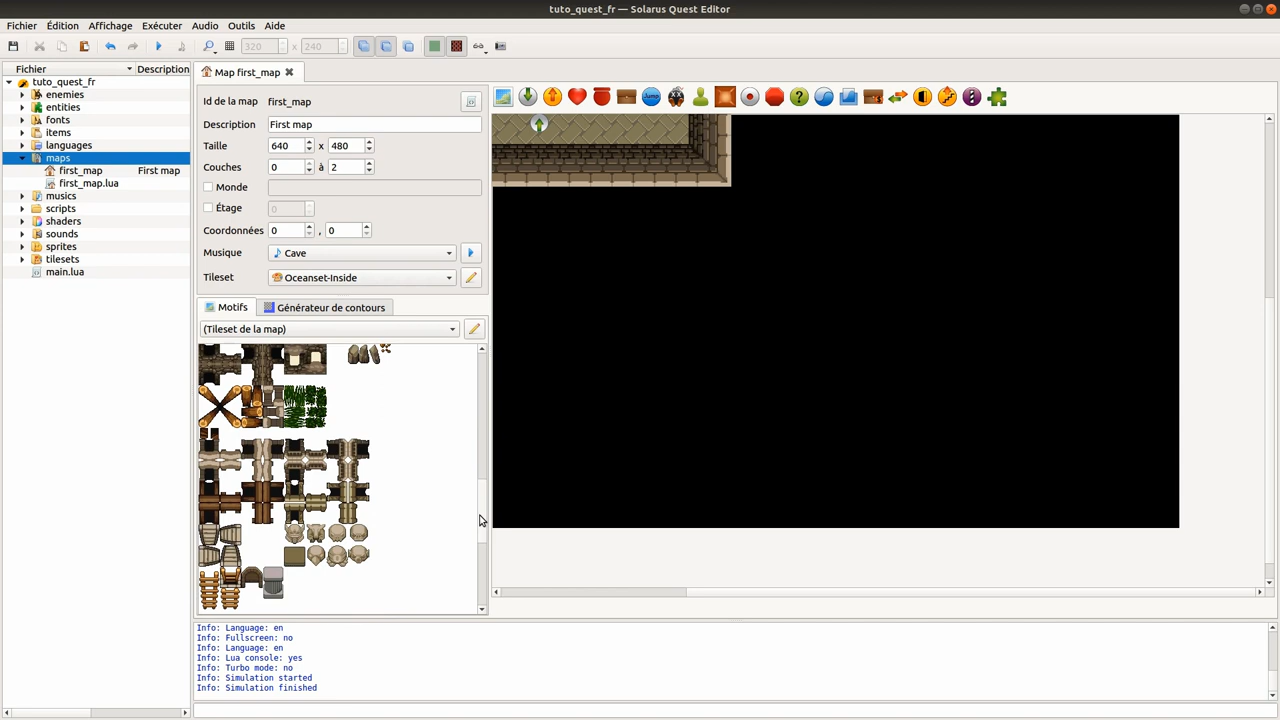 tuto_quest_fr — Solarus Quest Editor
Fichier Édition Affichage Exécuter Audio Outils Aide
320 x 240
Fichier Description
tuto_quest_fr
enemies
entities
fonts
items
languages
maps
first_map First map
first_map.lua
musics
scripts
shaders
sounds
sprites
tilesets
main.lua
Map first_map
Id de la map first_map
Description First map
Taille 640 x 480
Couches 0 à 2
Monde
Étage 0
Coordonnées 0 , 0
Musique Cave
Tileset Oceanset-Inside
Motifs Générateur de contours
(Tileset de la map)
Jump
Info: Language: en
Info: Fullscreen: no
Info: Language: en
Info: Lua console: yes
Info: Turbo mode: no
Info: Simulation started
Info: Simulation finished